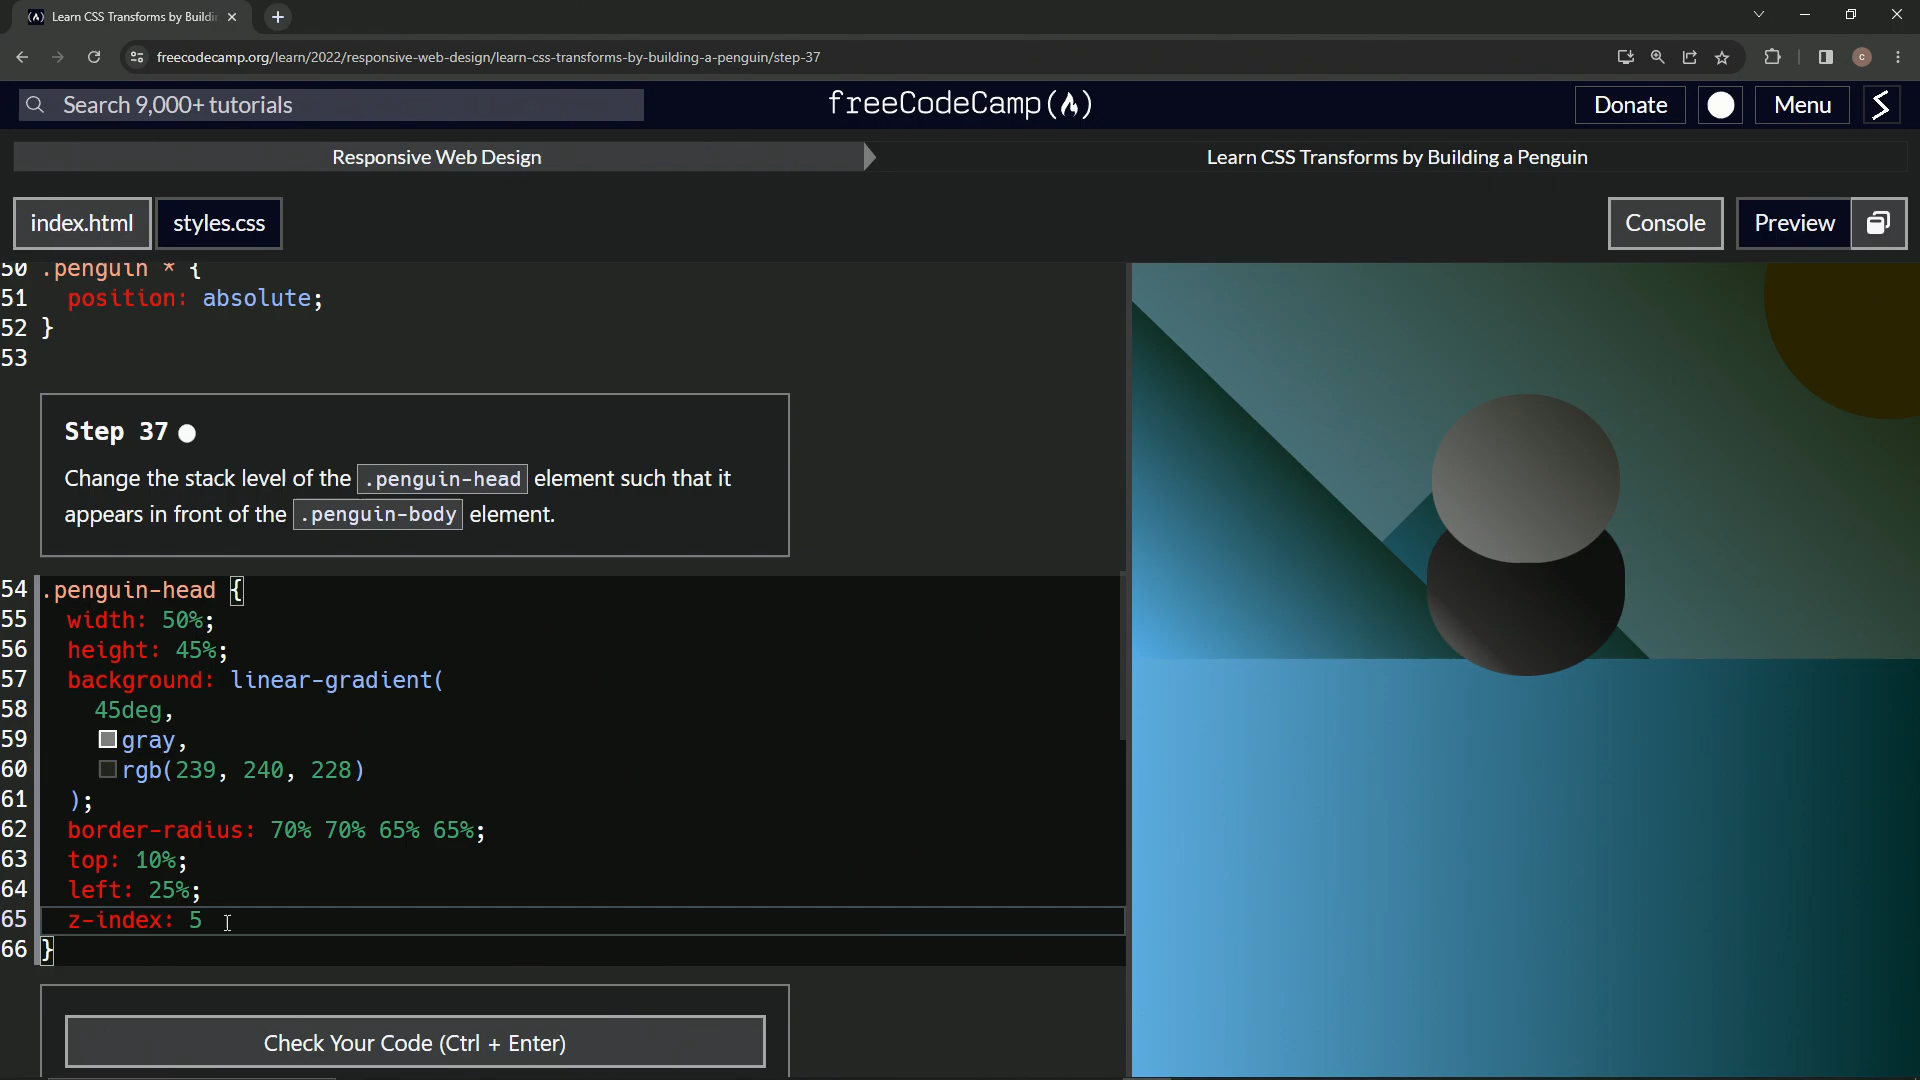 Learn CSS Transforms by Buildi
freecodecamp.org/learn/2022/responsive-web-design/learn-css-transforms-by-building-a-penguin/step-37
C
Search 9,000+ tutorials
freeCodeCamp
Donate
Menu
Responsive Web Design
Learn CSS Transforms by Building a Penguin
index.html
styles.css
Console
Preview
50 .penguin * {
51 position: absolute;
52 }
53
Step 37
Change the stack level of the .penguin-head element such that it
appears in front of the .penguin-body element.
54 .penguin-head {
55 width: 50%;
56 height: 45%;
57 background: linear-gradient(
58 45deg,
59 gray,
60 rgb(239, 240, 228)
61 );
62 border-radius: 70% 70% 65% 65%;
63 top: 10%;
64 left: 25%;
65 z-index: 5
66 }
Check Your Code (Ctrl + Enter)